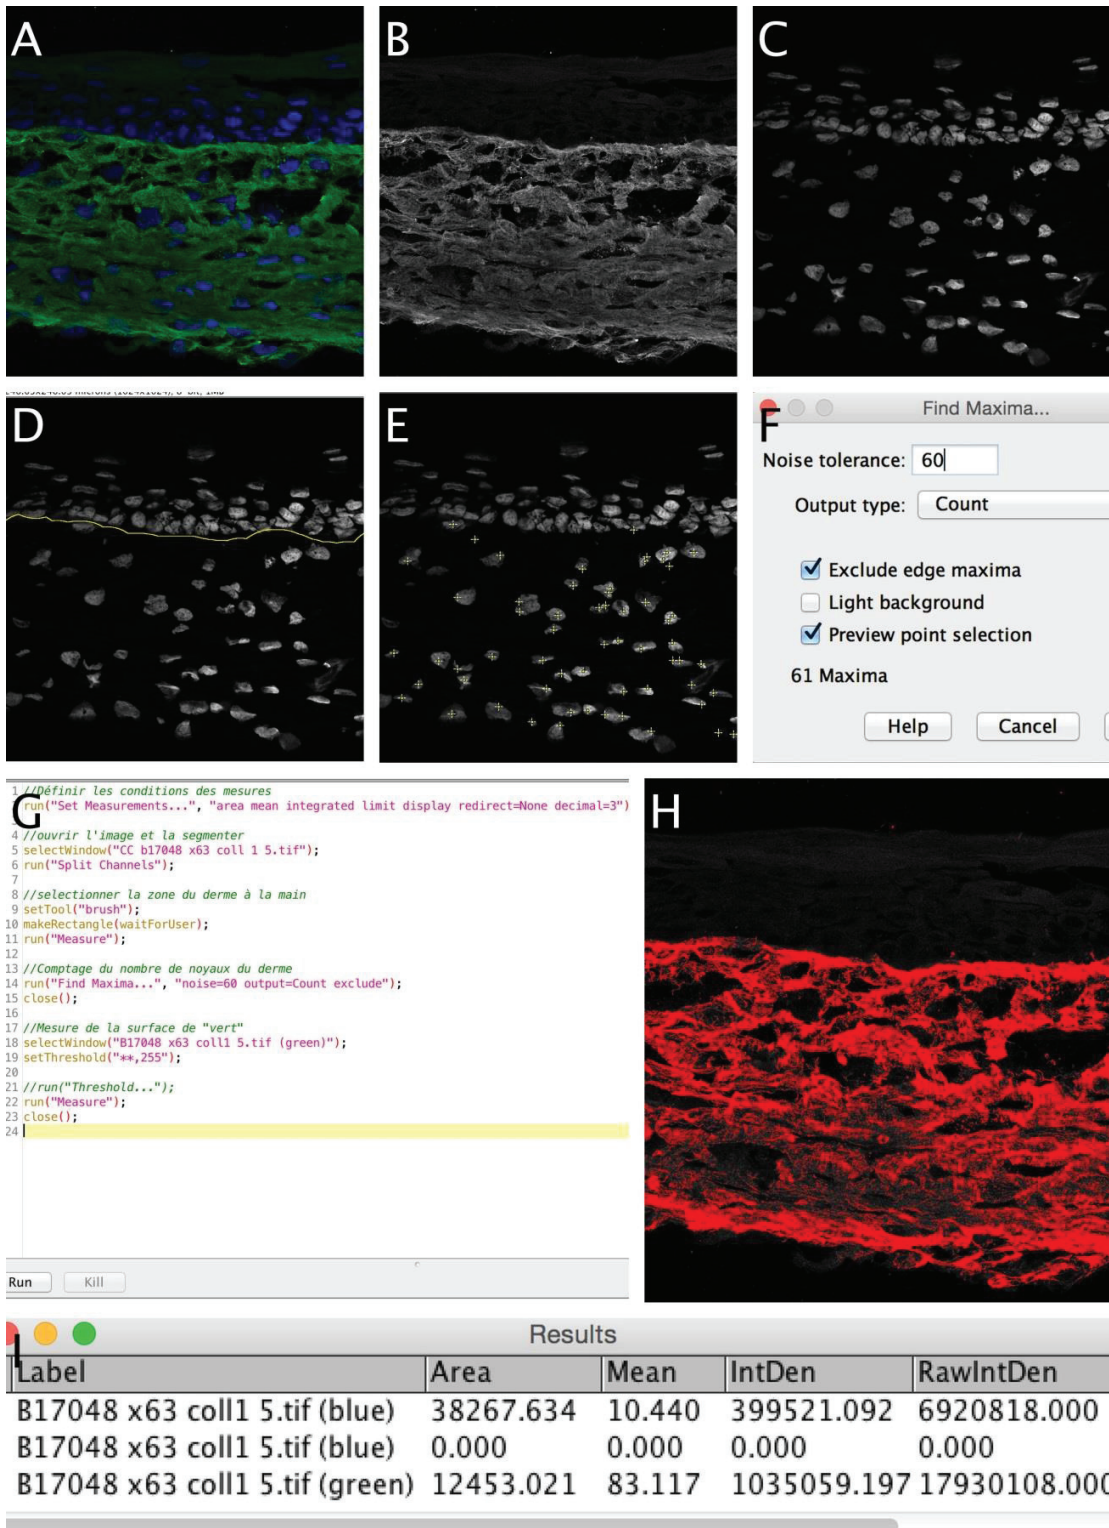 A
B
C
D
E
F
Find Maxima...
Noise tolerance: 60
Output type: Count
Exclude edge maxima
Light background
Preview point selection
61 Maxima
Help
Cancel
G
1 //Définir les conditions des mesures
run("Set Measurements...", "area mean integrated limit display redirect=None decimal=3")
4 //ouvrir l'image et la segmenter
5 selectWindow("CC b17048 x63 coll 1 5.tif");
6 run("Split Channels");
7
8 //selectionner la zone du derme à la main
9 setTool("brush");
10 makeRectangle(waitForUser);
11 run("Measure");
12
13 //Comptage du nombre de noyaux du derme
14 run("Find Maxima...", "noise=60 output=Count exclude");
15 close();
16
17 //Mesure de la surface de "vert"
18 selectWindow("B17048 x63 coll1 5.tif (green)");
19 setThreshold("**,255");
20
21 //run("Threshold...");
22 run("Measure");
23 close();
24
Run
Kill
H
I
Results
Label Area Mean IntDen RawIntDen
B17048 x63 coll1 5.tif (blue) 38267.634 10.440 399521.092 6920818.000
B17048 x63 coll1 5.tif (blue) 0.000 0.000 0.000 0.000
B17048 x63 coll1 5.tif (green) 12453.021 83.117 1035059.197 17930108.000